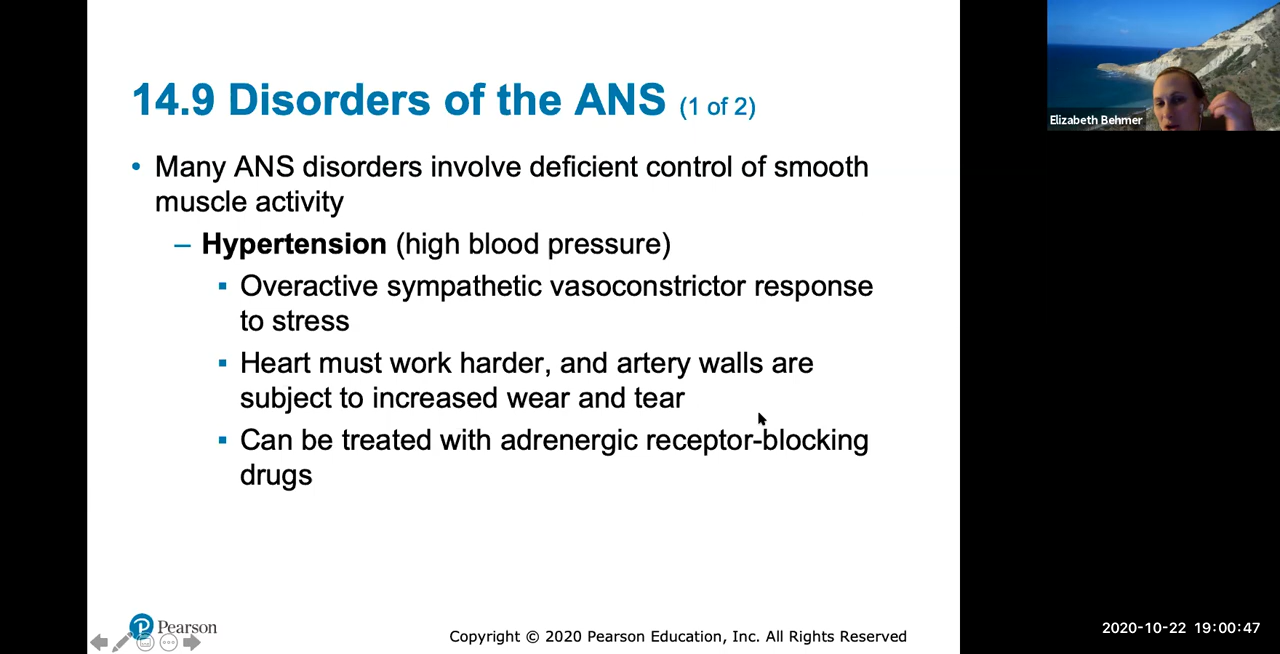 14.9 Disorders of the ANS (1 of 2)
• Many ANS disorders involve deficient control of smooth
muscle activity
– Hypertension (high blood pressure)
▪ Overactive sympathetic vasoconstrictor response
to stress
▪ Heart must work harder, and artery walls are
subject to increased wear and tear
▪ Can be treated with adrenergic receptor-blocking
drugs
Pearson
Copyright © 2020 Pearson Education, Inc. All Rights Reserved
Elizabeth Behmer
2020-10-22 19:00:47